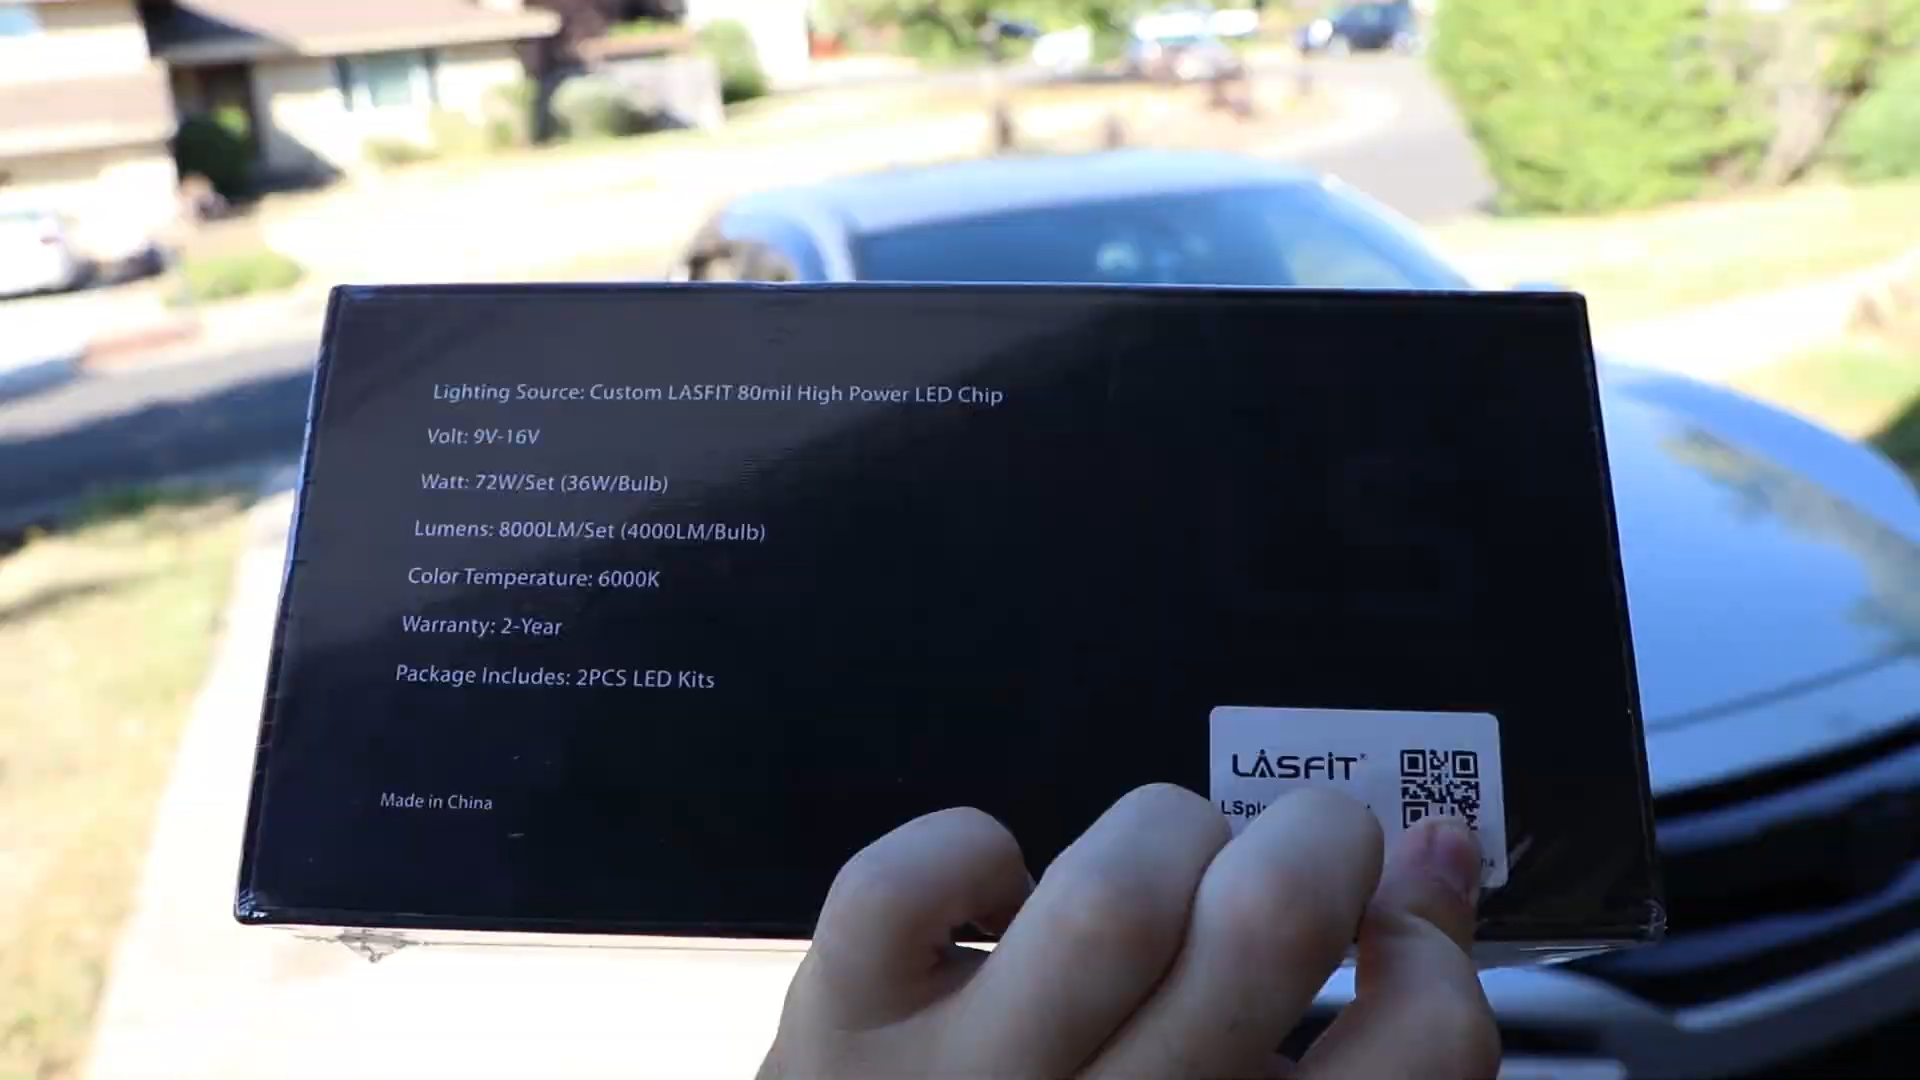 Lighting Source: Custom LASFIT 80mil High Power LED Chip
Volt: 9V-16V
Watt: 72W/Set (36W/Bulb)
Lumens: 8000LM/Set (4000LM/Bulb)
Color Temperature: 6000K
Warranty: 2-Year
Package Includes: 2PCS LED Kits
Made in China
LASFIT